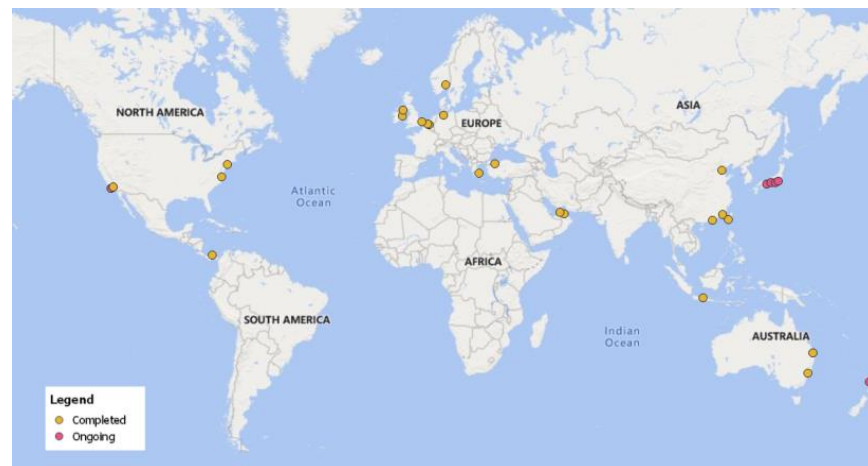 NORTH AMERICA
EUROPE
ASIA
Atlantic
Ocean
AFRICA
SOUTH AMERICA
Indian
Ocean
AUSTRALIA
Legend
Completed
Ongoing